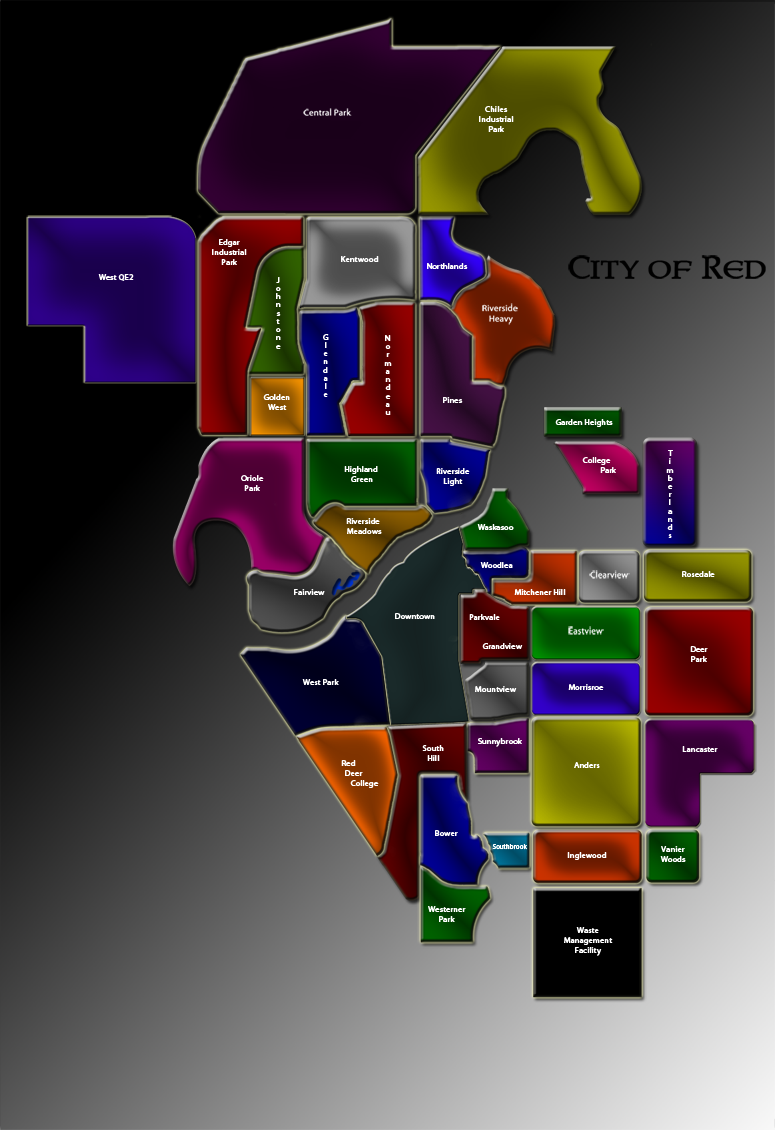 Central Park
Chiles
Industrial
Park
West QE2
Edgar
Industrial
Park
Kentwood
Northlands
City of Red
Johnstone
Riverside
Heavy
Glendale
Normandeau
Golden
West
Pines
Garden Heights
College
Park
Timberlands
Oriole
Park
Highland
Green
Riverside
Light
Riverside
Meadows
Waskasoo
Woodlea
Clearview
Rosedale
Fairview
Mitchener Hill
Downtown
Parkvale
Grandview
Eastview
Deer
Park
West Park
Mountview
Morrisroe
Sunnybrook
South
Hill
Lancaster
Red
Deer
College
Anders
Bower
Southbrook
Inglewood
Vanier
Woods
Westerner
Park
Waste
Management
Facility